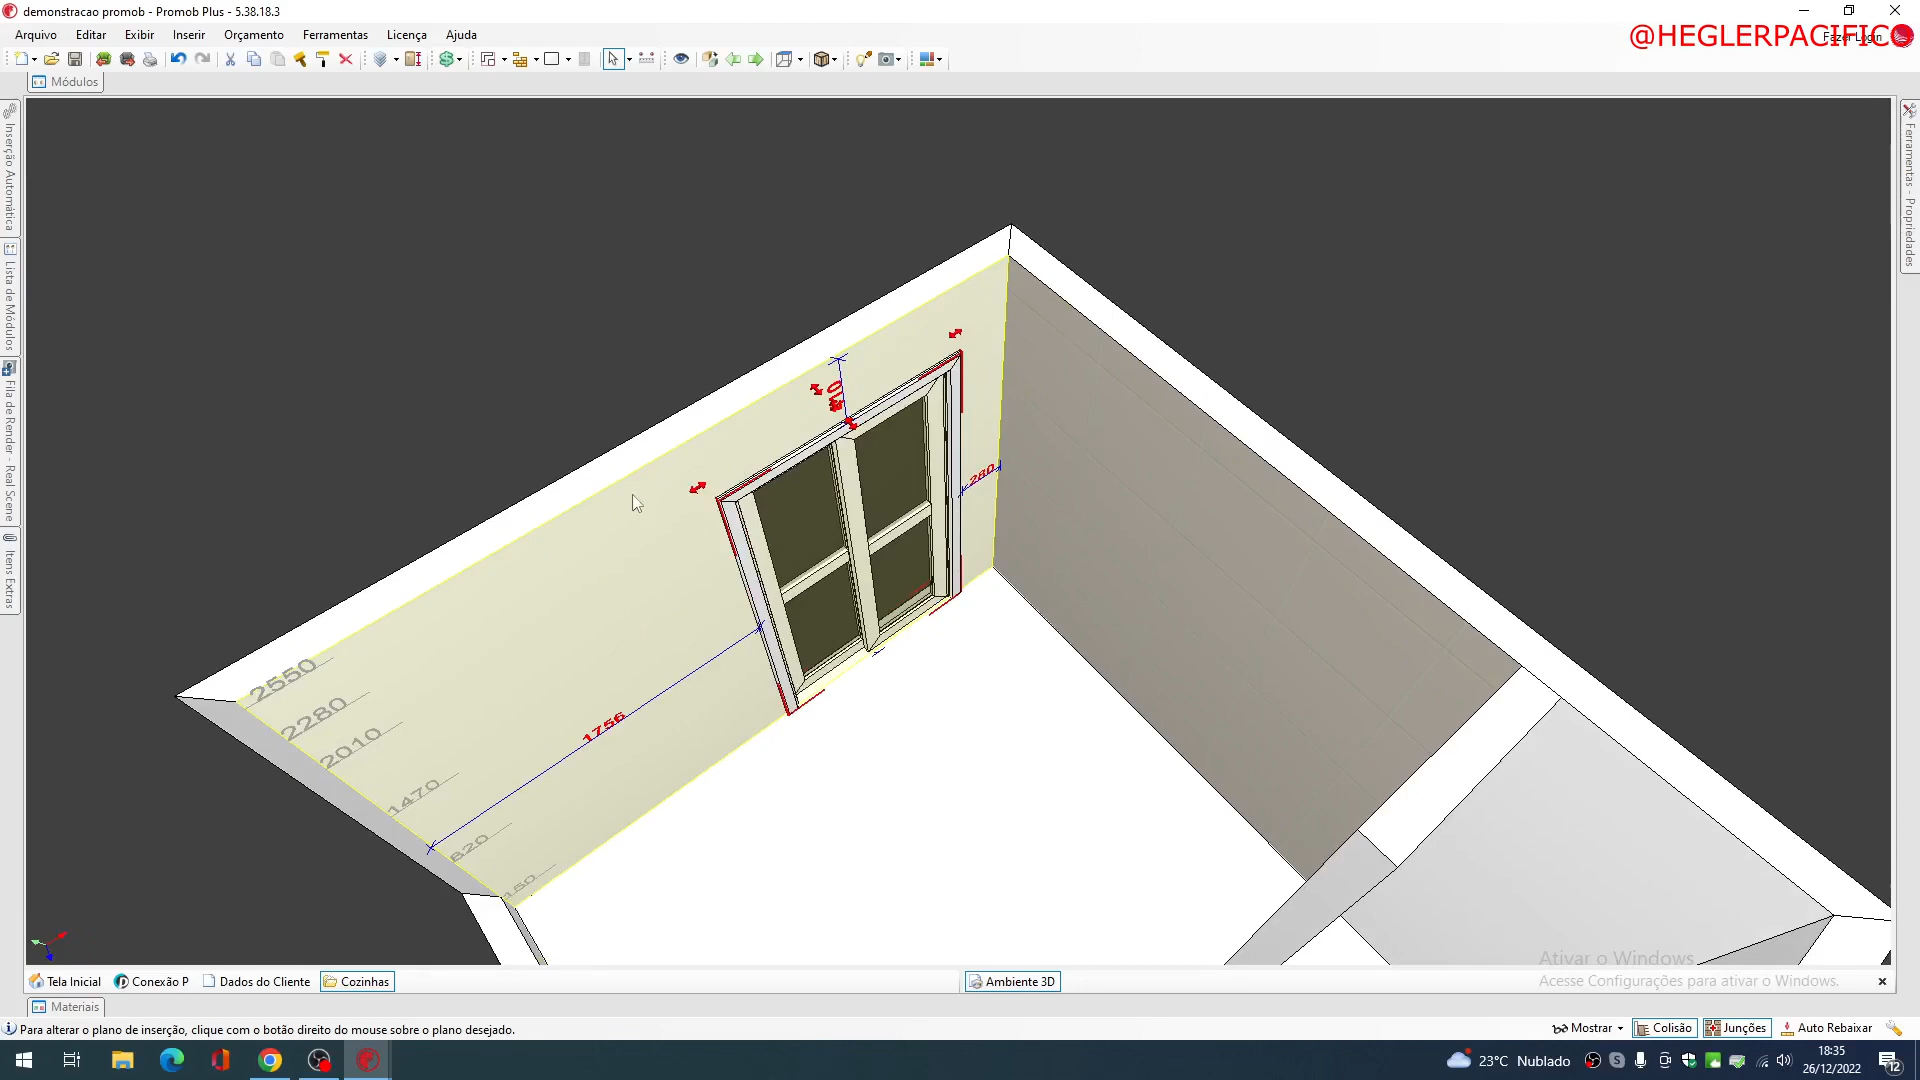 demonstracao promob - Promob Plus - 5.38.18.3
Arquivo Editar Exibir Inserir Orçamento Ferramentas Licença Ajuda
@HEGLERPACIFICO
Fazer Login
Módulos
Inserção Automática
Lista de Módulos
Fila de Render - Real Scene
Itens Extras
Ferramentas - Propriedades
280
1756
2550
2280
2010
1470
820
150
Ativar o Windows
Acesse Configurações para ativar o Windows.
Tela Inicial Conexão P Dados do Cliente Cozinhas Ambiente 3D
Materiais
Para alterar o plano de inserção, clique com o botão direito do mouse sobre o plano desejado.
Mostrar Colisão Junções Auto Rebaixar
23°C Nublado
18:35
26/12/2022
12